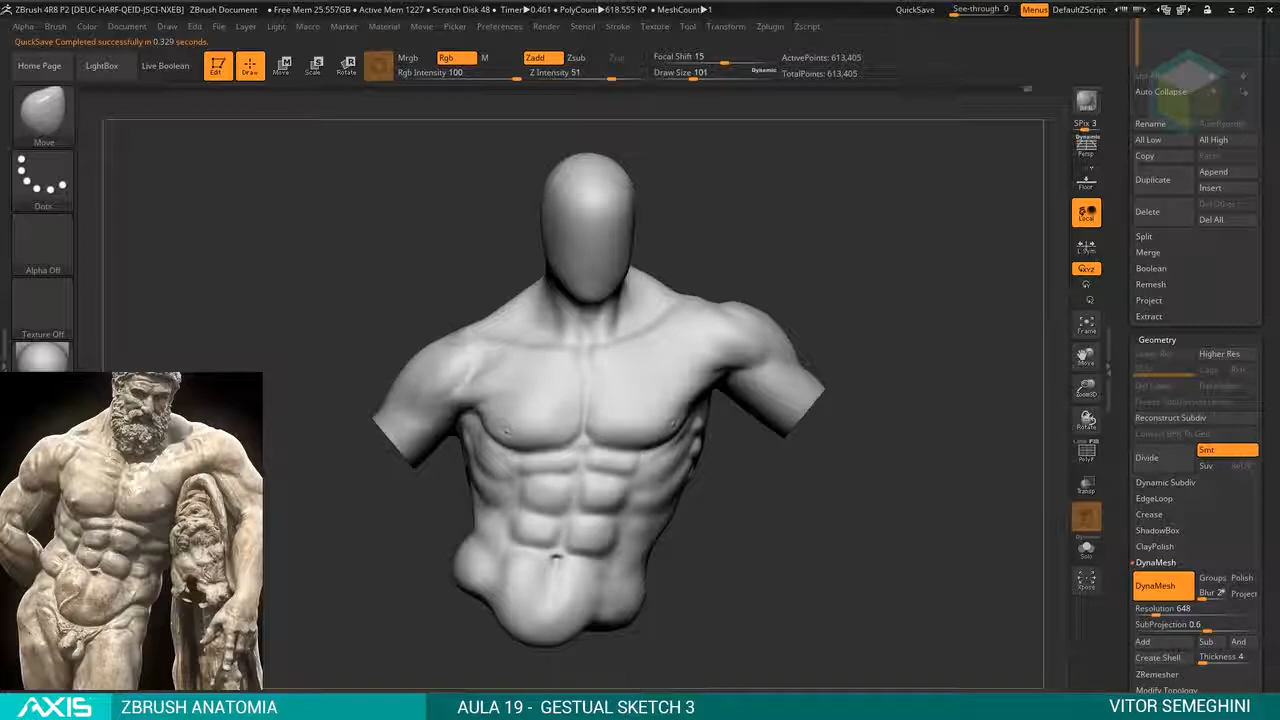 ZBrush 4R8 P2 [DEUC-HARF-QEID-JSCI-NXEB] ZBrush Document • Free Mem 25.557GB • Active Mem 1227 • Scratch Disk 48 • Timer▶0.461 • PolyCount▶618.555 KP • MeshCount▶1 QuickSave See-through 0 Menus DefaultZScript
Alpha Brush Color Document Draw Edit File Layer Light Macro Marker Material Movie Picker Preferences Render Stencil Stroke Texture Tool Transform Zplugin Zscript
QuickSave Completed successfully in 0.329 seconds.
Home Page LightBox Live Boolean
Edit Draw Move Scale Rotate
Mrgb Rgb
Rgb Intensity 100
Zadd Zsub
Z Intensity 51
Focal Shift 15
Draw Size 101 Dynamic
ActivePoints: 613,405
TotalPoints: 613,405
Move
Dots
Alpha Off
Texture Off
BPR
SPix 3
Dynamic
Persp
Floor
Local
L.Sym
XYZ
Frame
Move
Zoom3D
Rotate
PolyF
Transp
Solo
Xpose
Auto Collapse
Rename
All Low All High
Copy
Append
Duplicate
Insert
Delete
Del All
Split
Merge
Boolean
Remesh
Project
Extract
Geometry
Higher Res
Reconstruct Subdiv
Divide
Smt
Suv
Dynamic Subdiv
EdgeLoop
Crease
ShadowBox
ClayPolish
DynaMesh
DynaMesh
Groups Polish
Blur 2 Project
Resolution 648
SubProjection 0.6
Add Sub And
Create Shell Thickness 4
ZRemesher
Modify Topology
AXIS ZBRUSH ANATOMIA AULA 19 - GESTUAL SKETCH 3 VITOR SEMEGHINI